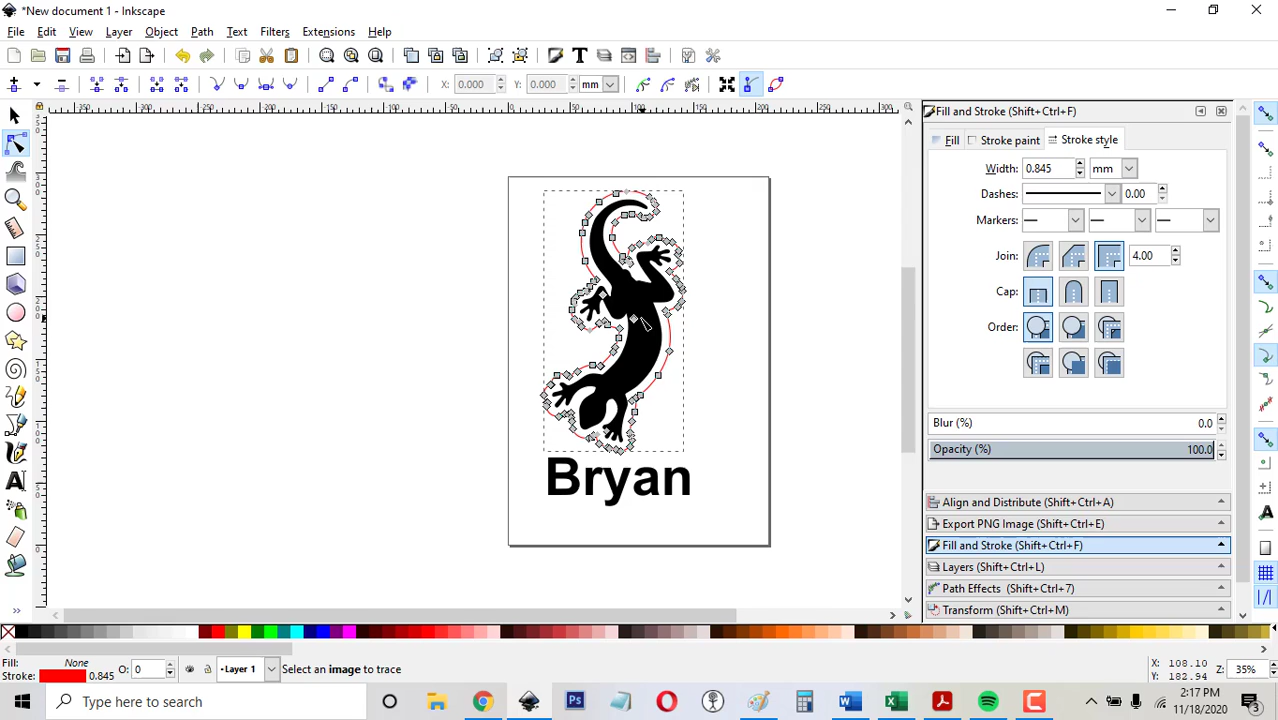 *New document 1 - Inkscape
File Edit View Layer Object Path Text Filters Extensions Help
X: 0.000 Y: 0.000 mm
Fill and Stroke (Shift+Ctrl+F)
Fill Stroke paint Stroke style
Width: 0.845 mm
Dashes: 0.00
Markers:
Join: 4.00
Cap:
Order:
Blur (%) 0.0
Opacity (%) 100.0
Bryan
Align and Distribute (Shift+Ctrl+A)
Export PNG Image (Shift+Ctrl+E)
Fill and Stroke (Shift+Ctrl+F)
Layers (Shift+Ctrl+L)
Path Effects (Shift+Ctrl+7)
Transform (Shift+Ctrl+M)
Fill: None
Stroke: 0.845
O: 0
Layer 1
Select an image to trace
X: 108.10
Y: 182.94
Z: 35%
Type here to search
2:17 PM
11/18/2020
3